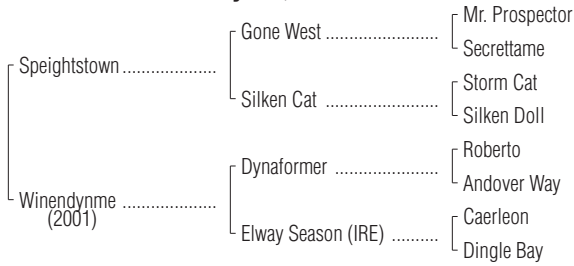 Mr. Prospector
Gone West ........................
Secrettame
Speightstown ....................
Storm Cat
Silken Cat ........................
Silken Doll
Roberto
Dynaformer ......................
Andover Way
Winendynme ....................
(2001)
Caerleon
Elway Season (IRE) ..........
Dingle Bay